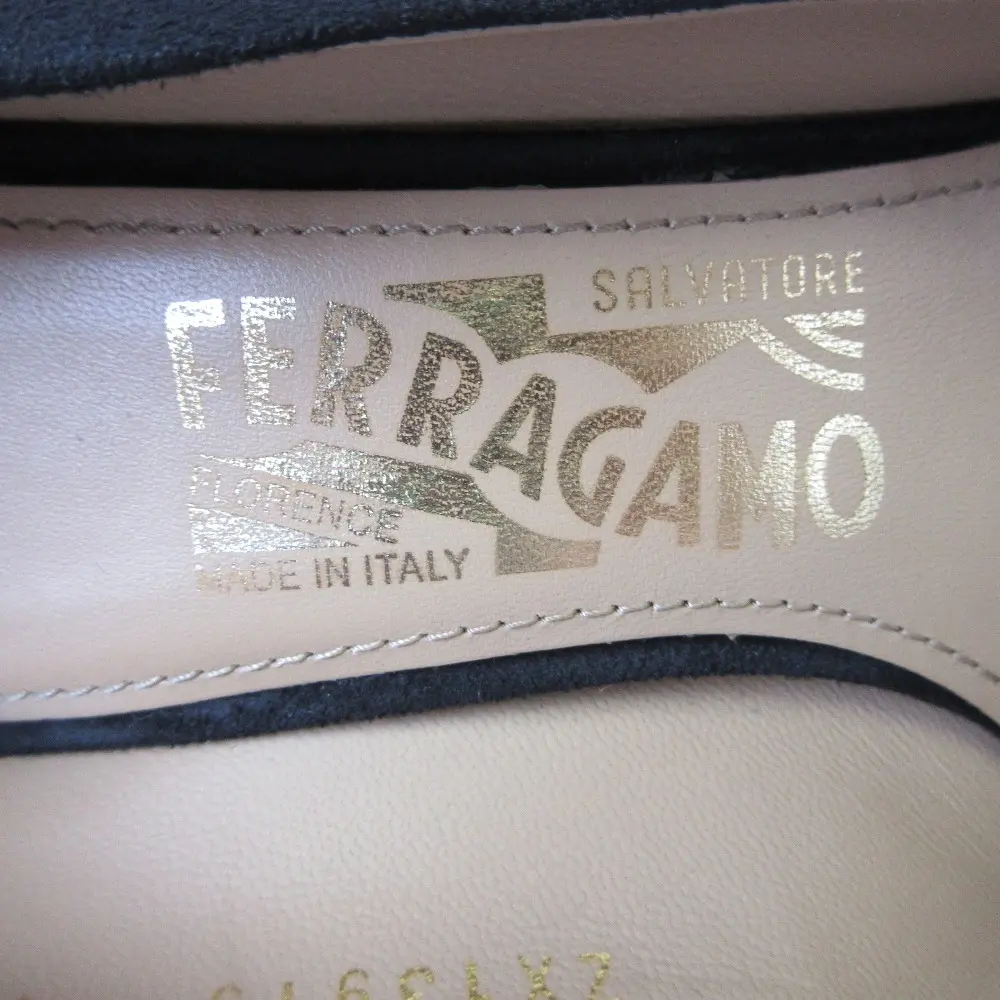 SALVATORE
FERRAGAMO
FLORENCE
MADE IN ITALY